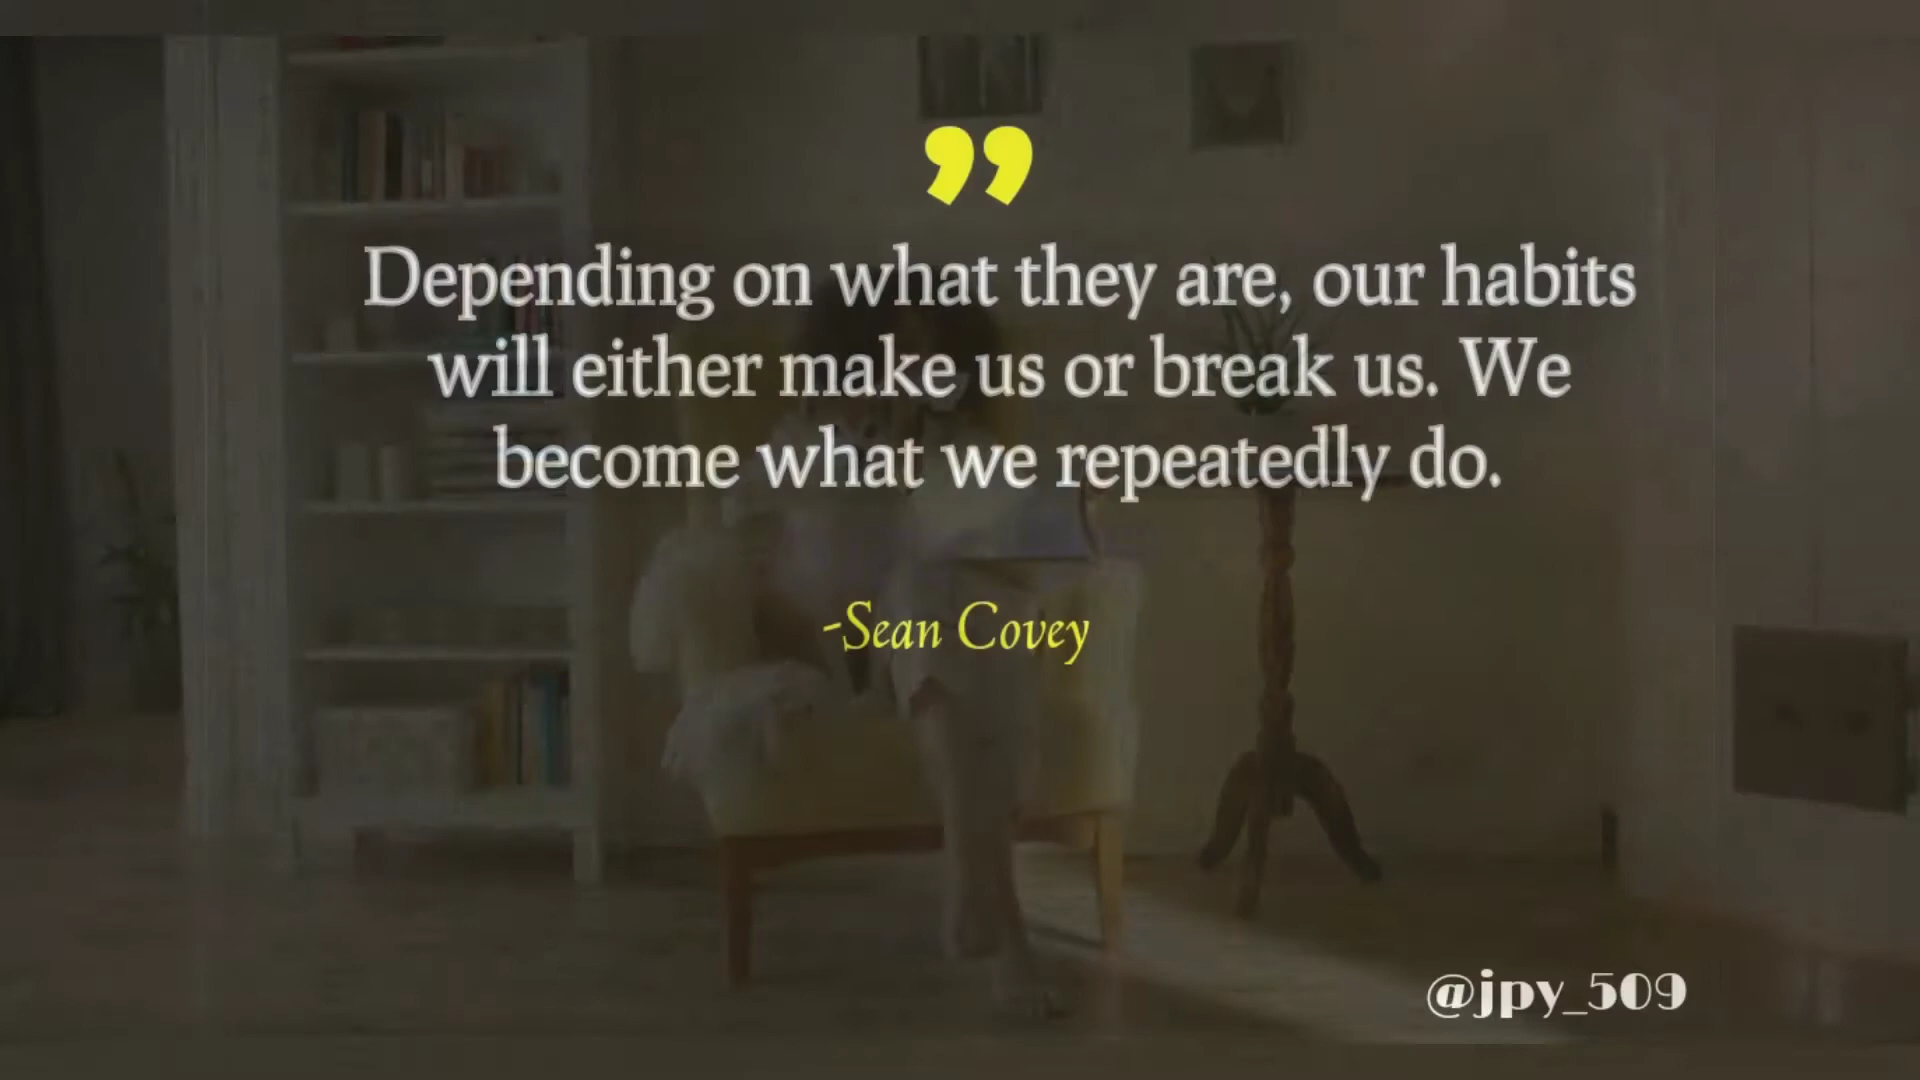 ”
Depending on what they are, our habits
will either make us or break us. We
become what we repeatedly do.
-Sean Covey
@jpy_509